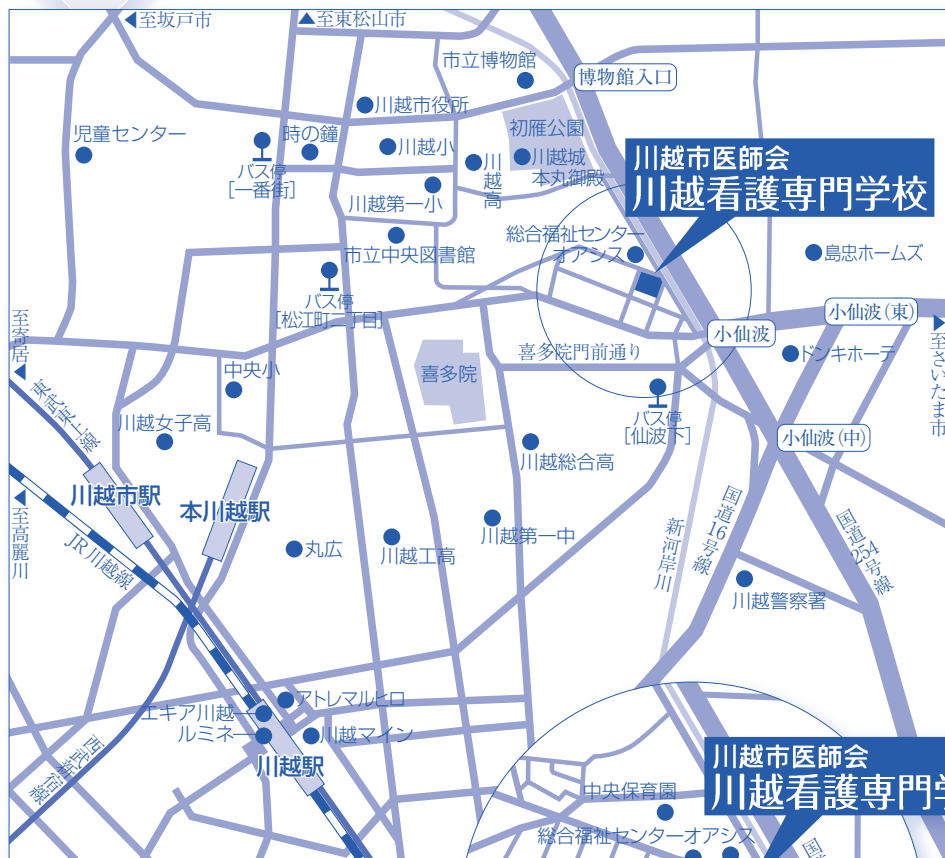 ◀至坂戸市
▲至東松山市
市立博物館
博物館入口
川越市役所
初雁公園
児童センター
時の鐘
川越小
川越城
本丸御殿
バス停
[一番街]
川越高
川越第一小
川越市医師会
川越看護専門学校
総合福祉センター
オアシス
市立中央図書館
島忠ホームズ
バス停
[松江町二丁目]
小仙波(東)
至寄居▶
小仙波
▶至さいたま市
喜多院門前通り
ドンキホーテ
東武東上線
中央小
喜多院
川越女子高
バス停
[仙波下]
小仙波(中)
川越総合高
川越市駅
本川越駅
◀至高麗川
JR川越線
丸広
川越工高
川越第一中
新河岸川
国道16号線
国道254号線
川越警察署
アトレマルヒロ
エキア川越
ルミネ
川越マイン
川越駅
西武新宿線
川越市医師会
川越看護専門学
中央保育園
総合福祉センターオアシス
国